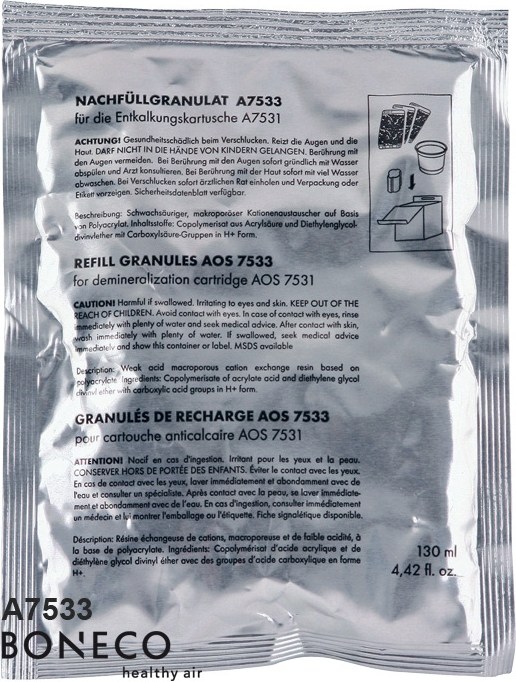 NACHFÜLLGRANULAT A7533
für die Entkalkungskartusche A7531
ACHTUNG! Gesundheitsschädlich beim Verschlucken. Reizt die Augen und die
Haut. DARF NICHT IN DIE HÄNDE VON KINDERN GELANGEN. Berührung mit
den Augen vermeiden. Bei Berührung mit den Augen sofort gründlich mit Wasser
abspülen und Arzt konsultieren. Bei Berührung mit der Haut sofort mit viel Wasser
abwaschen. Bei Verschlucken sofort ärztlichen Rat einholen und Verpackung oder
Etikett vorzeigen. Sicherheitsdatenblatt verfügbar.
Beschreibung: Schwachsäuriger, makroporöser Kationenaustauscher auf Basis
von Polyacrylat. Inhaltsstoffe: Copolymerisat aus Acrylsäure und Diethylenglycol-
divinylether mit Carboxylsäure-Gruppen in H+ Form.
REFILL GRANULES AOS 7533
for demineralization cartridge AOS 7531
CAUTION! Harmful if swallowed. Irritating to eyes and skin. KEEP OUT OF THE
REACH OF CHILDREN. Avoid contact with eyes. In case of contact with eyes, rinse
immediately with plenty of water and seek medical advice. After contact with skin,
wash immediately with plenty of water. If swallowed, seek medical advice
immediately and show this container or label. MSDS available
Description: Weak acid macroporous cation exchange resin based on
polyacrylate Ingredients: Copolymerisate of acrylate acid and diethylene glycol
divinyl ether with carboxylic acid groups in H+ form.
GRANULÉS DE RECHARGE AOS 7533
pour cartouche anticalcaire AOS 7531
ATTENTION! Nocif en cas d'ingestion. Irritant pour les yeux et la peau.
CONSERVER HORS DE PORTÉE DES ENFANTS. Éviter le contact avec les yeux.
En cas de contact avec les yeux, laver immédiatement et abondamment avec de
l'eau et consulter un spécialiste. Après contact avec la peau, se laver immédiate-
ment et abondamment avec de l'eau. En cas d'ingestion, consulter immédiatement
un médecin et lui montrer l'emballage ou l'étiquette. Fiche signalétique disponible.
Déscription: Résine échangeuse de cations, macroporeuse et de faible acidité, à
la base de polyacrylate. Ingrédients: Copolymérisat d'acide acrylique et de
diéthylène glycol divinyl éther avec des groupes d'acide carboxylique en forme
H+.
130 ml
4,42 fl. oz.
A7533
BONECO
healthy air